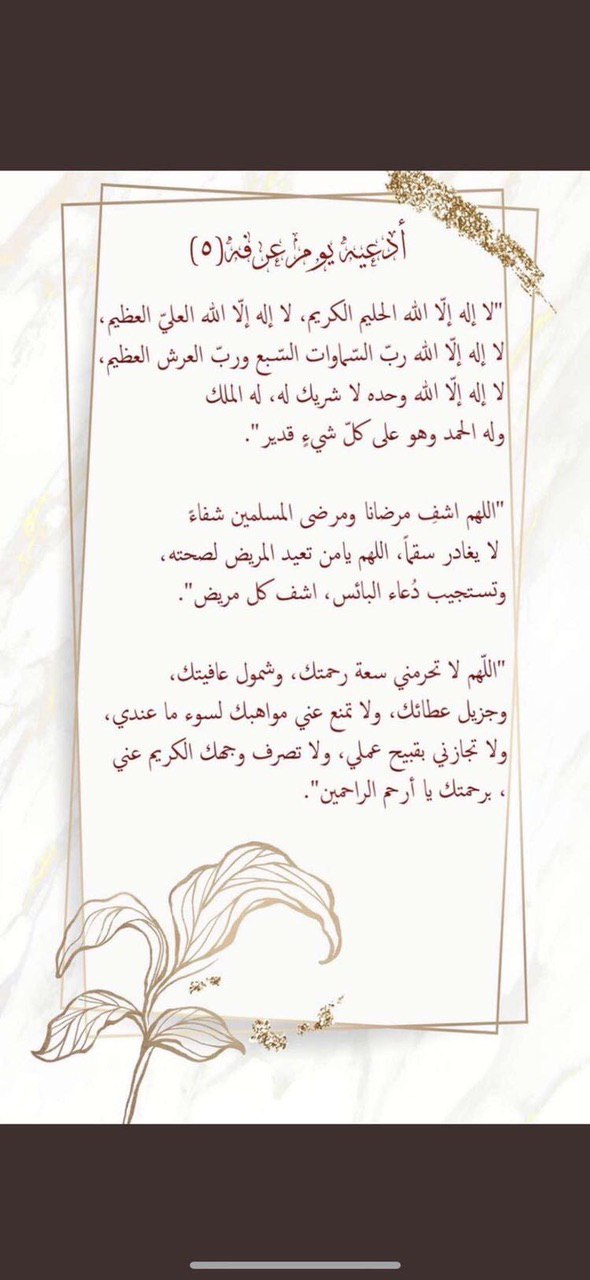 أدعيه يوم عرفه(٥)
"لا إله إلّا الله الحليم الكريم، لا إله إلّا الله العليّ العظيم،
لا إله إلّا الله ربّ السّماوات السّبع وربّ العرش العظيم،
لا إله إلّا الله وحده لا شريك له، له الملك
وله الحمد وهو على كلّ شيءٍ قدير".
"اللهم اشفِ مرضانا ومرضى المسلمين شفاءً
لا يغادر سقماً، اللهم يامن تعيد المريض لصحته،
وتستجيب دُعاء البائس، اشف كل مريض".
"اللّهم لا تحرمني سعة رحمتك، وشمول عافيتك،
وجزيل عطائك، ولا تمنع عني مواهبك لسوء ما عندي،
ولا تجازني بقبيح عملي، ولا تصرف وجهك الكريم عني
، برحمتك يا أرحم الراحمين".